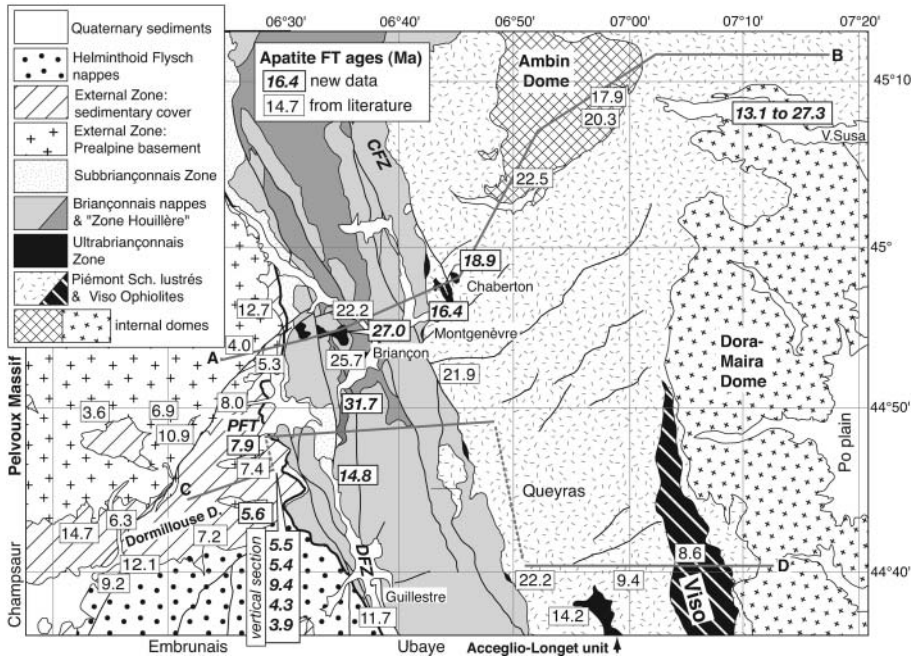 06°30
06°40
06°50
07°00
07°10
07°20
Quaternary sediments
Helminthoid Flysch
nappes
External Zone:
sedimentary cover
External Zone:
Prealpine basement
Subbriançonnais Zone
Briançonnais nappes
& "Zone Houillère"
Ultrabriançonnais
Zone
Piémont Sch. lustrés
& Viso Ophiolites
internal domes
Apatite FT ages (Ma)
16.4 new data
14.7 from literature
Ambin
Dome
B
45°10
17.9
20.3
13.1 to 27.3
V.Susa
CFZ
22.5
45°
18.9
Chaberton
12.7
22.2
16.4
Montgenèvre
27.0
4.0
A
Briançon
5.3
25.7
21.9
Dora-
Maira
Dome
Pelvoux Massif
8.0
31.7
3.6
6.9
10.9
PFT
7.9
44°50
Po plain
7.4
14.8
C
Queyras
5.6
6.3
14.7
Dormillouse D.
7.2
12.1
9.2
Champsaur
vertical section
5.5
5.4
9.4
4.3
3.9
DFZ
Guillestre
11.7
22.2
9.4
8.6
D
44°40
14.2
Viso
Embrunais
Ubaye
Acceglio-Longet unit